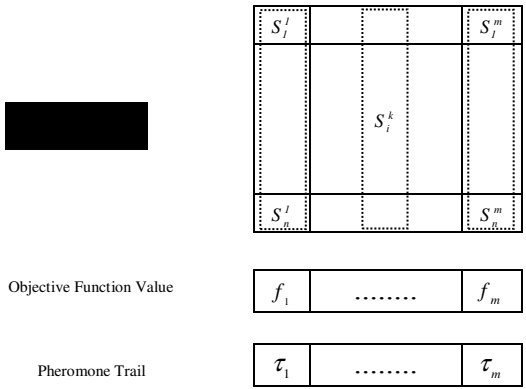 S_1^1 S_1^m
S_i^k
S_n^1 S_n^m
Objective Function Value f_1 ........ f_m
Pheromone Trail τ_1 ........ τ_m